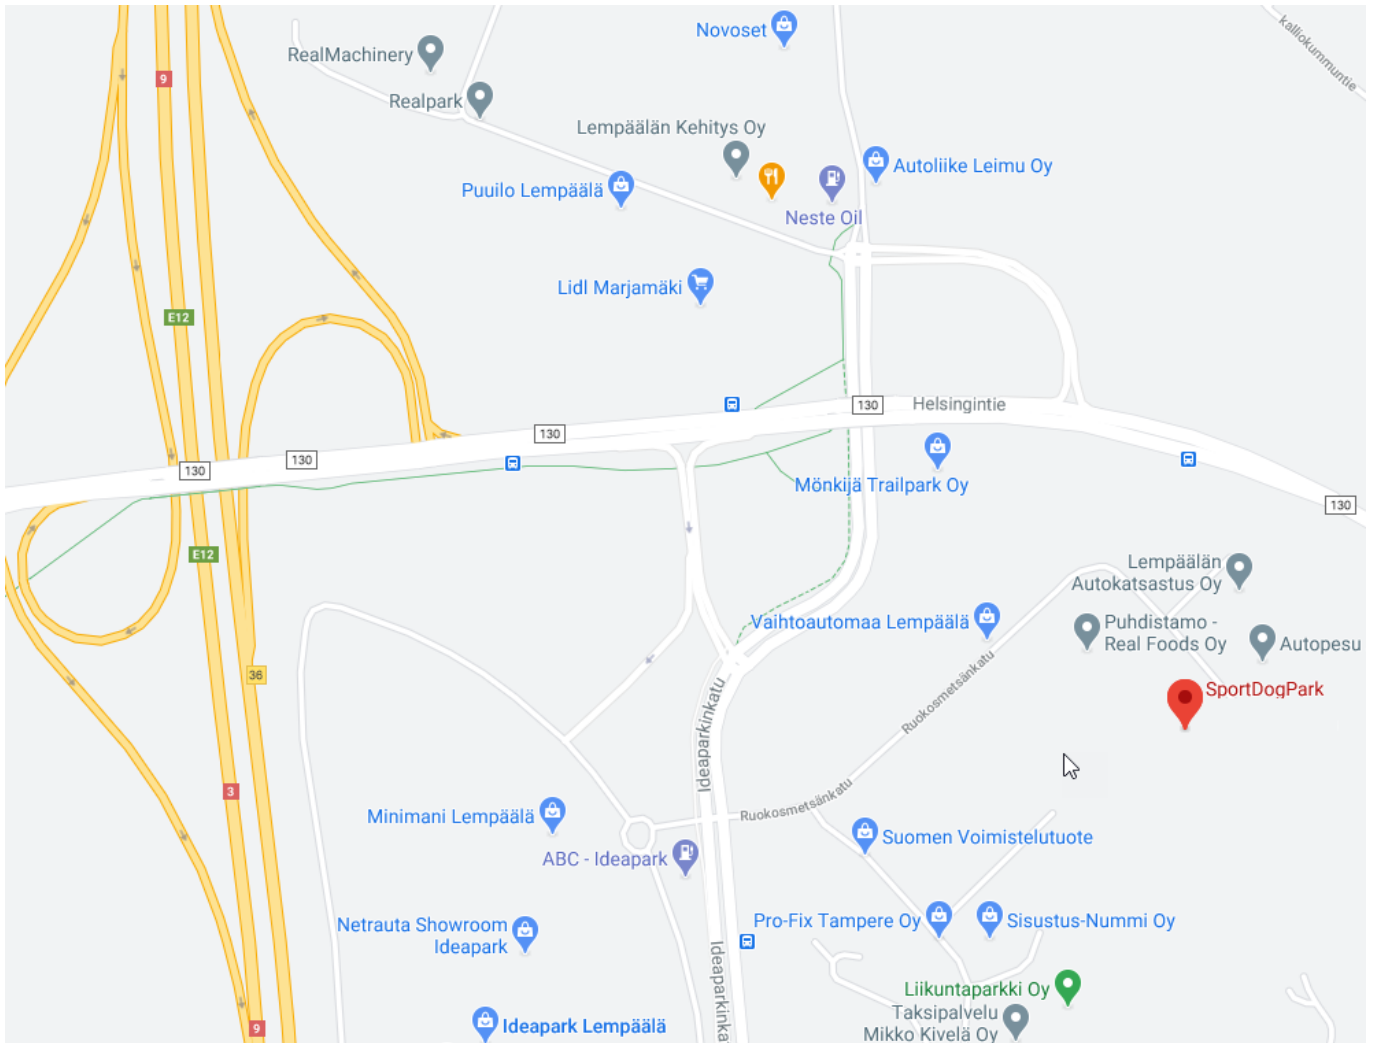 Novoset
kalliokummuntie
RealMachinery
9
Realpark
Lempäälän Kehitys Oy
Autoliike Leimu Oy
Puuilo Lempäälä
Neste Oil
Lidl Marjamäki
E12
130
Helsingintie
130
130
130
Mönkijä Trailpark Oy
130
E12
Lempäälän
Autokatsastus Oy
Vaihtoautomaa Lempäälä
Puhdistamo -
Real Foods Oy
Autopesu
36
SportDogPark
Ruokosmetsänkatu
Ideaparkinkatu
3
Ruokosmetsänkatu
Minimani Lempäälä
Suomen Voimistelutuote
ABC - Ideapark
Netrauta Showroom
Ideapark
Pro-Fix Tampere Oy
Sisustus-Nummi Oy
Ideaparkinka
Liikuntaparkki Oy
Taksipalvelu
Mikko Kivelä Oy
9
Ideapark Lempäälä